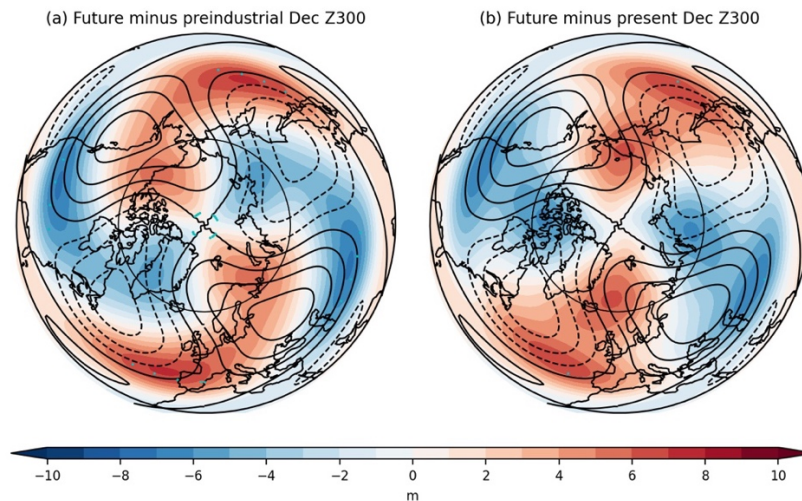 (a) Future minus preindustrial Dec Z300
(b) Future minus present Dec Z300
−10 −8 −6 −4 −2 0 2 4 6 8 10
m